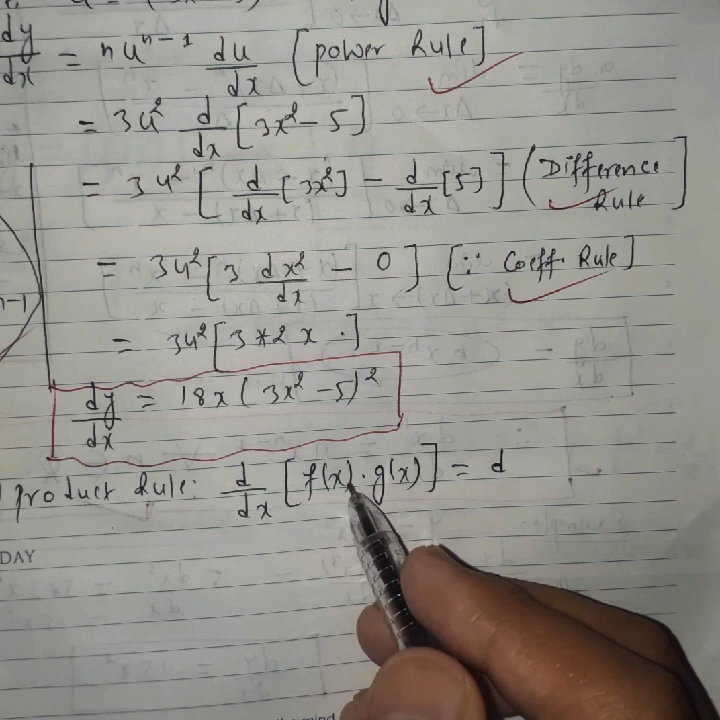 dy/dx = nu^n-1 du/dx [power Rule]
= 3u² d/dx [3x² - 5]
= 3u² [d/dx [3x²] - d/dx [5]] (Difference Rule]
= 3u² [3 dx²/dx - 0] [∵ Coeff. Rule]
n-1
= 3u² [3*2x .]
dy/dx = 18x(3x² - 5)²
product Rule: d/dx [f(x)·g(x)] = d
DAY